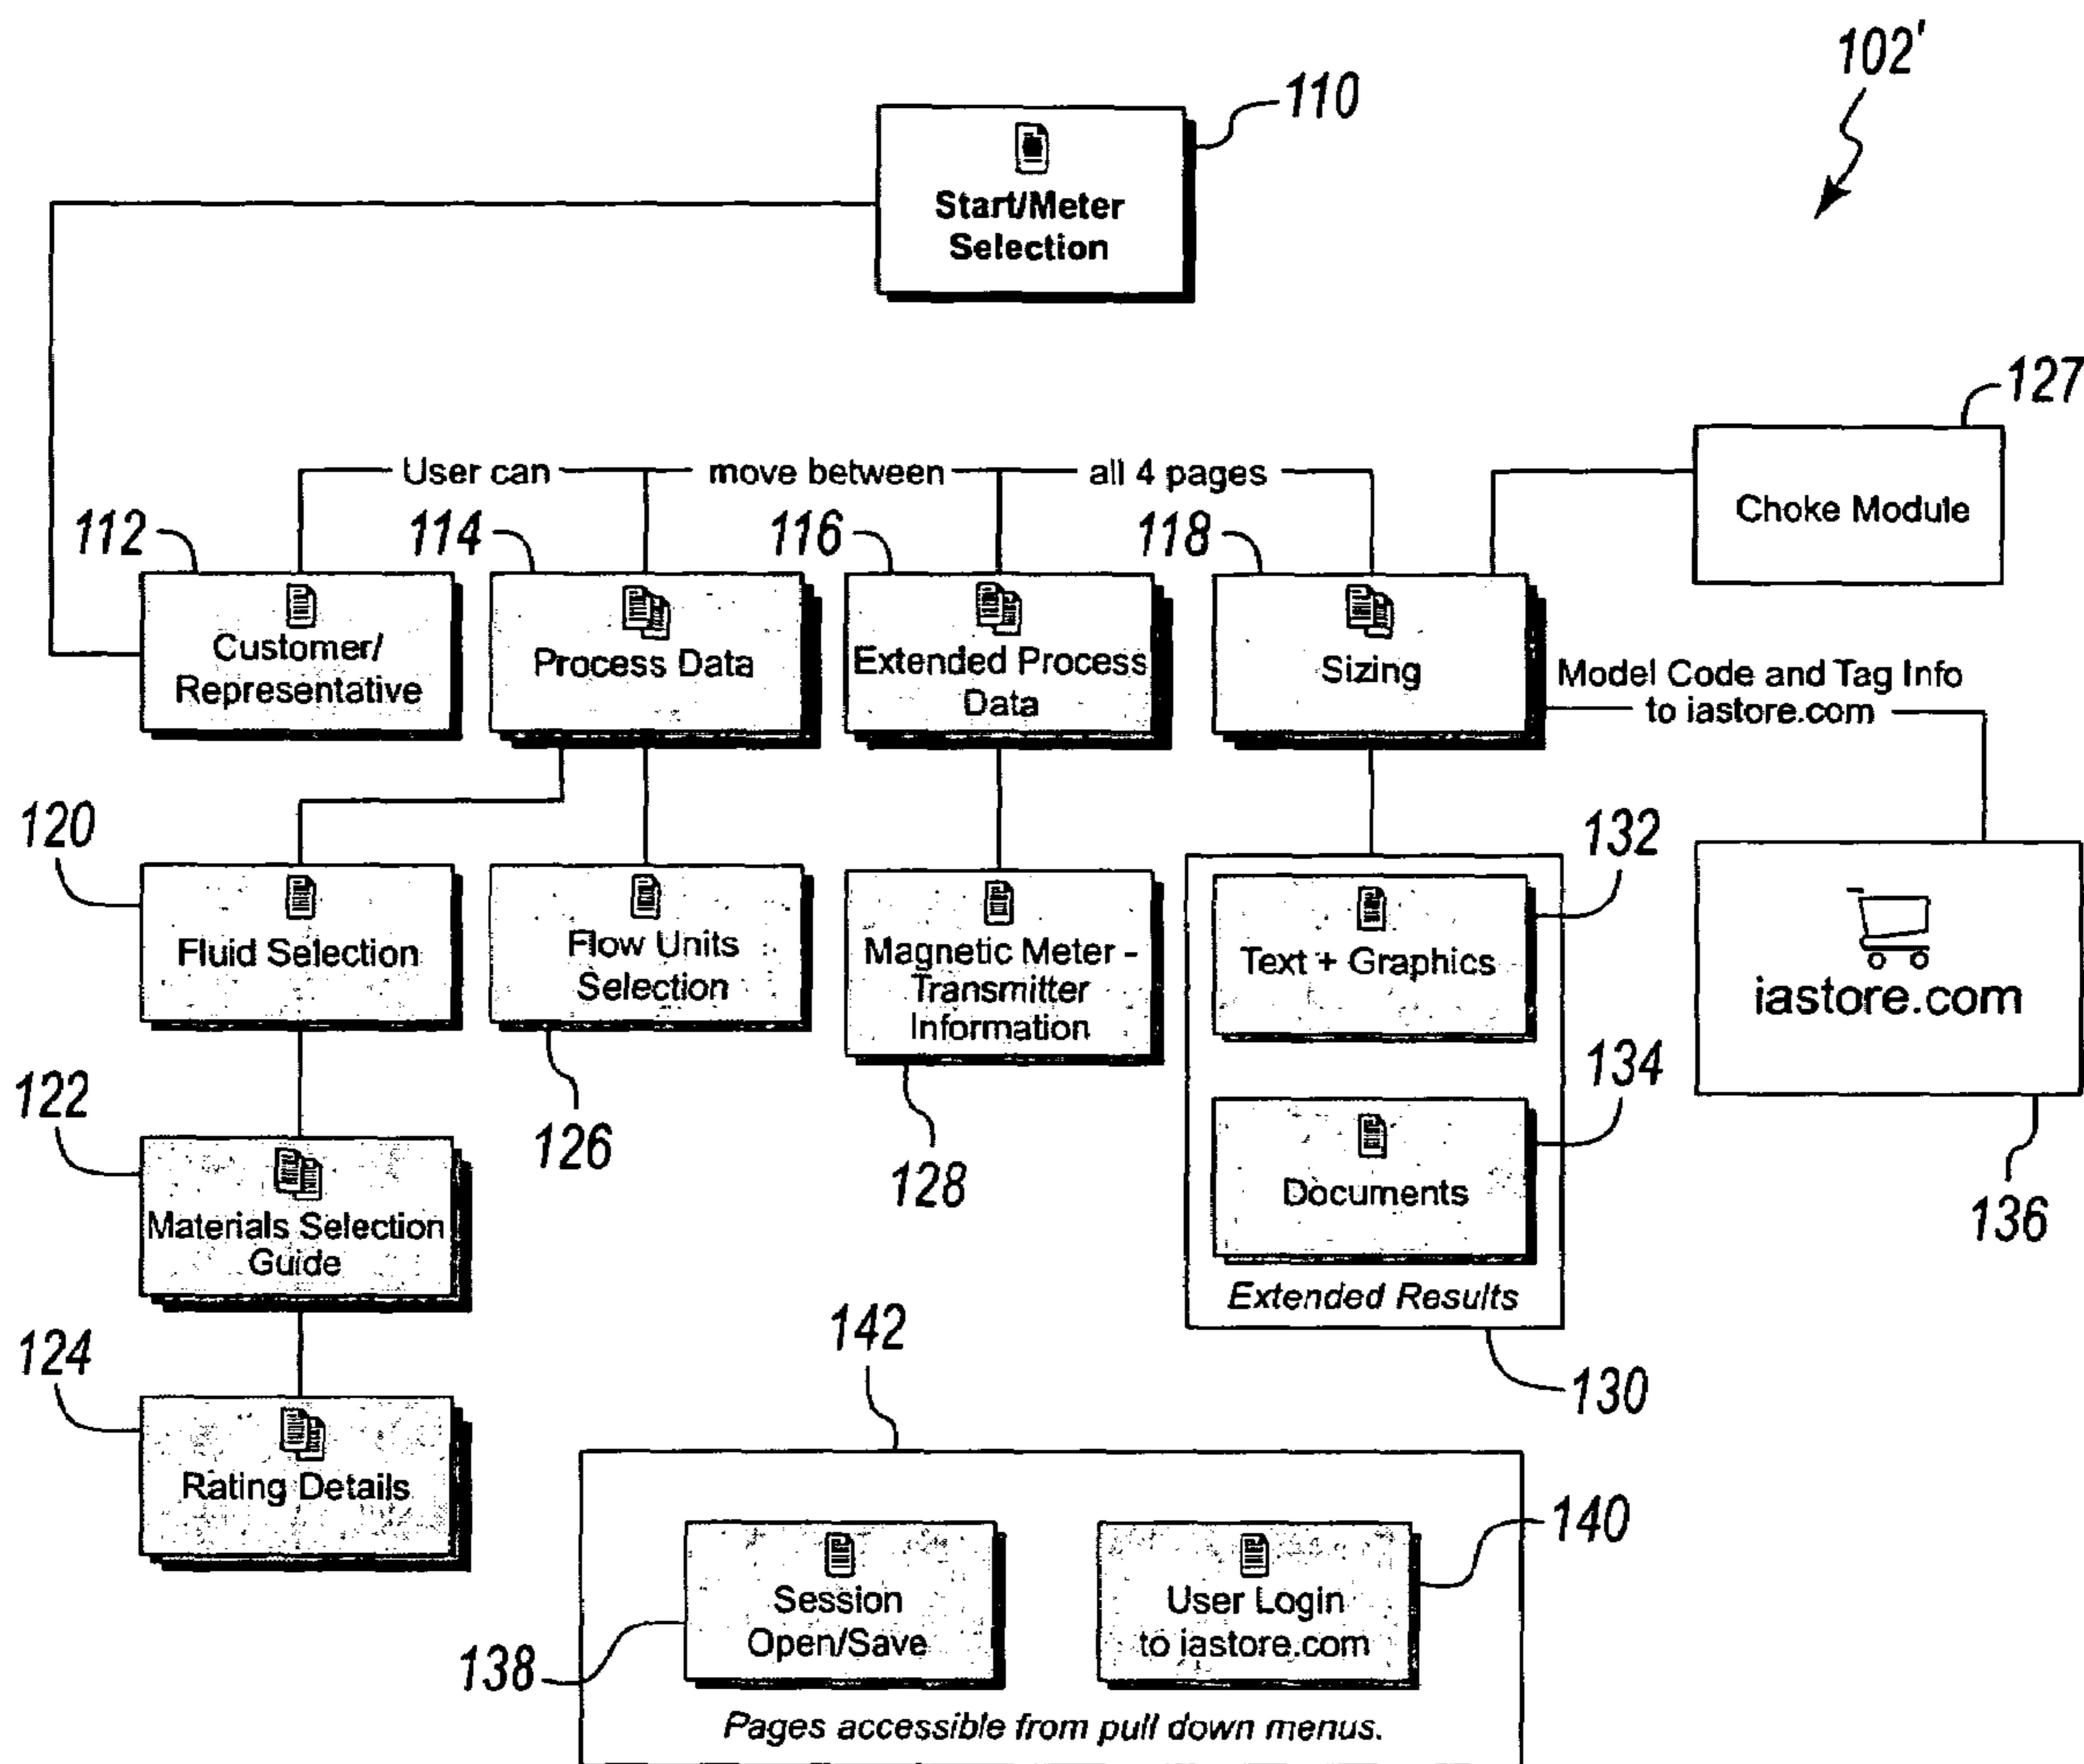 102'
110
Start/Meter
Selection
127
Choke Module
User can move between all 4 pages
112
114
116
118
Customer/
Representative
Process Data
Extended Process
Data
Sizing
Model Code and Tag Info
to iastore.com
120
Fluid Selection
Flow Units
Selection
126
Magnetic Meter -
Transmitter
Information
128
132
Text + Graphics
134
Documents
Extended Results
130
iastore.com
136
122
Materials Selection
Guide
124
Rating Details
142
138
Session
Open/Save
140
User Login
to iastore.com
Pages accessible from pull down menus.